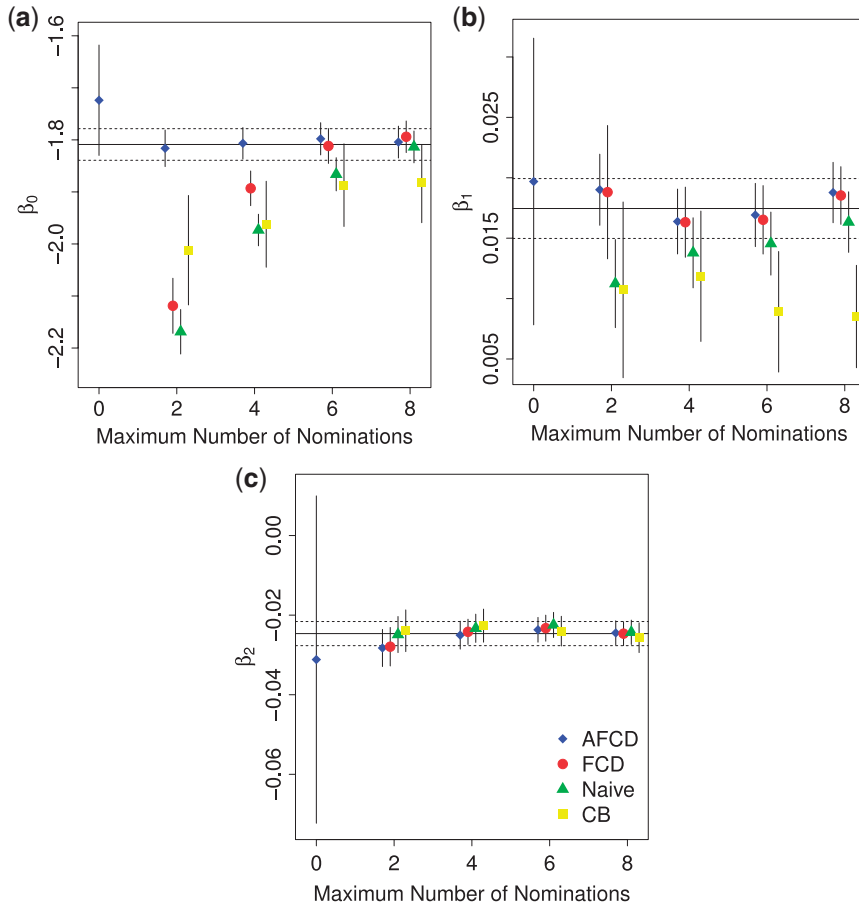 (a)
−1.6
−1.8
−2.0
−2.2
β0
0 2 4 6 8
Maximum Number of Nominations
(b)
0.025
0.015
0.005
β1
0 2 4 6 8
Maximum Number of Nominations
(c)
0.00
−0.02
−0.04
−0.06
β2
AFCD
FCD
Naive
CB
0 2 4 6 8
Maximum Number of Nominations